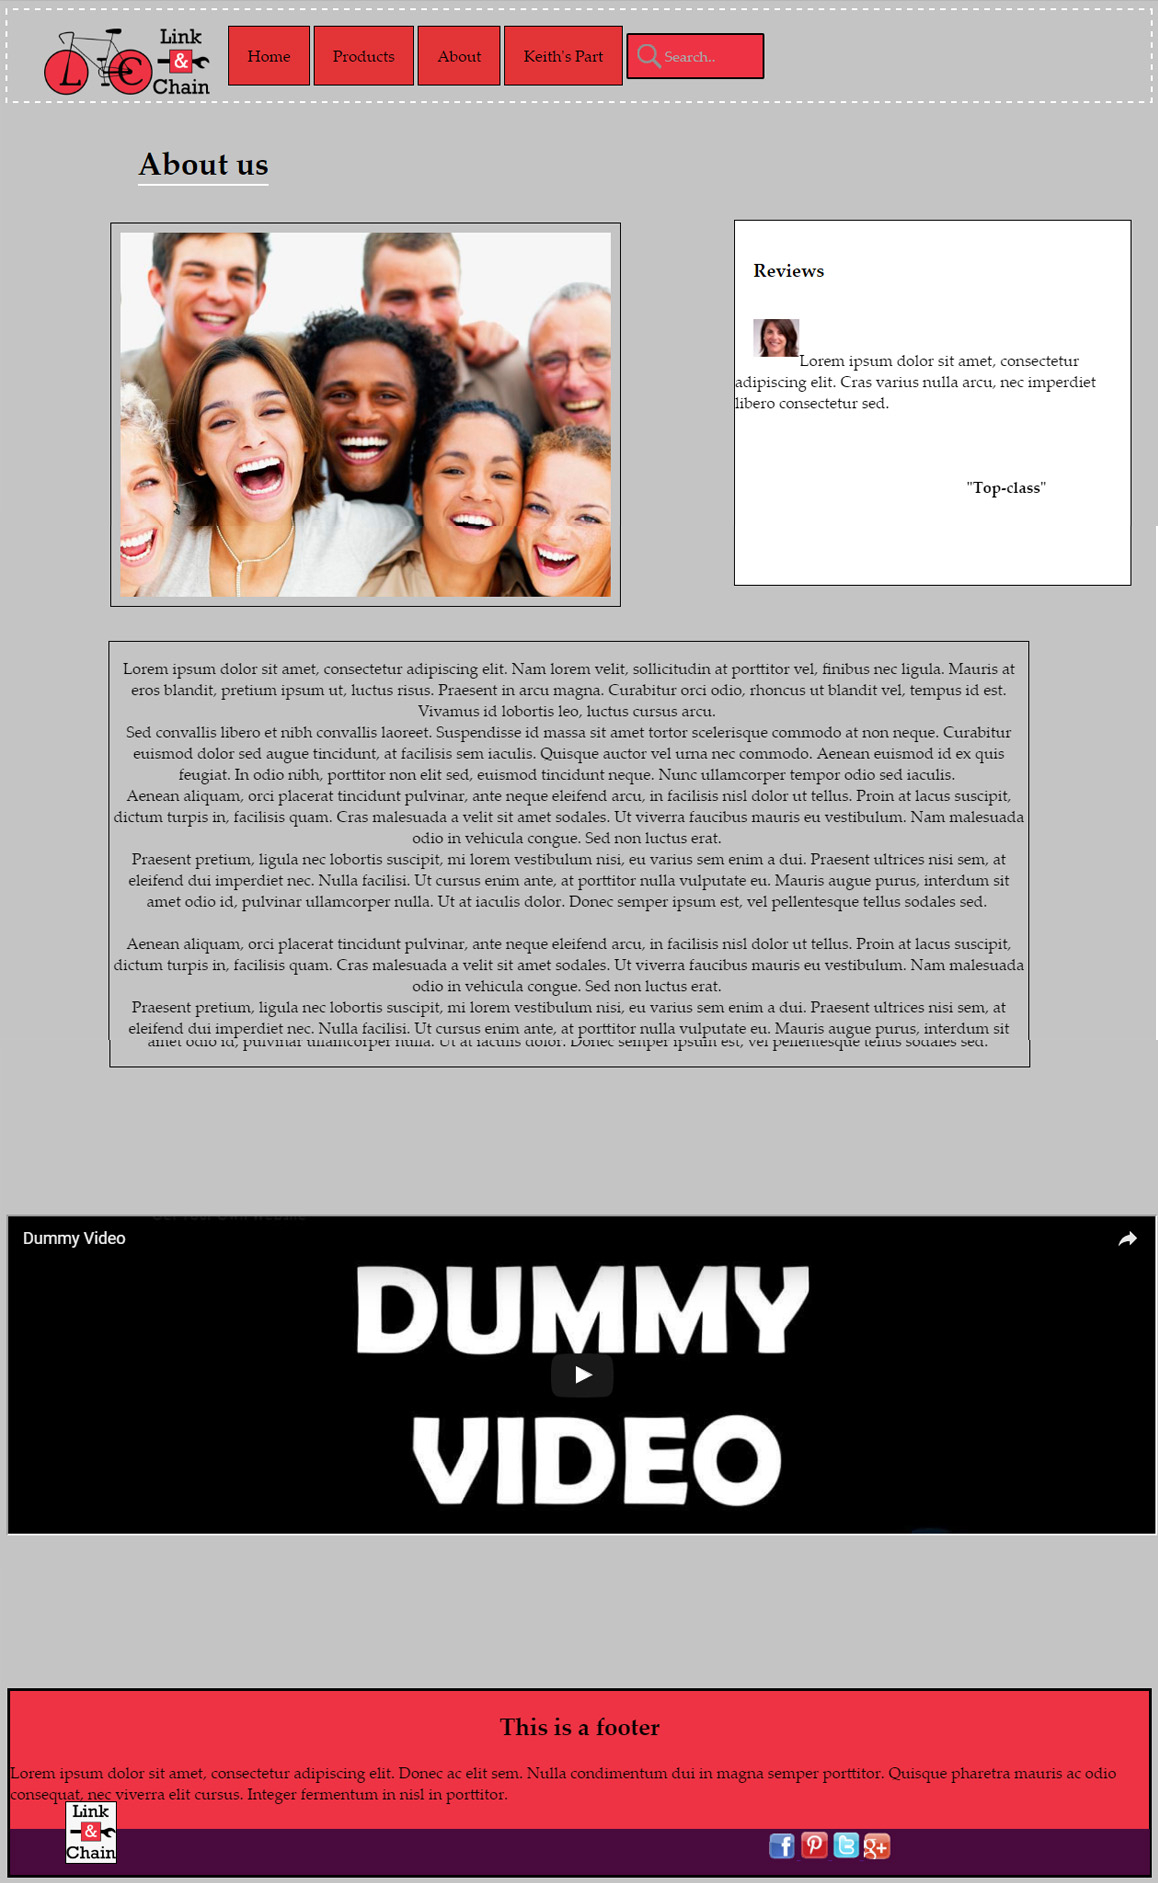 L C Link & Chain
Home
Products
About
Keith's Part
Search..
About us
Reviews
Lorem ipsum dolor sit amet, consectetur
adipiscing elit. Cras varius nulla arcu, nec imperdiet
libero consectetur sed.
"Top-class"
Lorem ipsum dolor sit amet, consectetur adipiscing elit. Nam lorem velit, sollicitudin at porttitor vel, finibus nec ligula. Mauris at
eros blandit, pretium ipsum ut, luctus risus. Praesent in arcu magna. Curabitur orci odio, rhoncus ut blandit vel, tempus id est.
Vivamus id lobortis leo, luctus cursus arcu.
Sed convallis libero et nibh convallis laoreet. Suspendisse id massa sit amet tortor scelerisque commodo at non neque. Curabitur
euismod dolor sed augue tincidunt, at facilisis sem iaculis. Quisque auctor vel urna nec commodo. Aenean euismod id ex quis
feugiat. In odio nibh, porttitor non elit sed, euismod tincidunt neque. Nunc ullamcorper tempor odio sed iaculis.
Aenean aliquam, orci placerat tincidunt pulvinar, ante neque eleifend arcu, in facilisis nisl dolor ut tellus. Proin at lacus suscipit,
dictum turpis in, facilisis quam. Cras malesuada a velit sit amet sodales. Ut viverra faucibus mauris eu vestibulum. Nam malesuada
odio in vehicula congue. Sed non luctus erat.
Praesent pretium, ligula nec lobortis suscipit, mi lorem vestibulum nisi, eu varius sem enim a dui. Praesent ultrices nisi sem, at
eleifend dui imperdiet nec. Nulla facilisi. Ut cursus enim ante, at porttitor nulla vulputate eu. Mauris augue purus, interdum sit
amet odio id, pulvinar ullamcorper nulla. Ut at iaculis dolor. Donec semper ipsum est, vel pellentesque tellus sodales sed.
Aenean aliquam, orci placerat tincidunt pulvinar, ante neque eleifend arcu, in facilisis nisl dolor ut tellus. Proin at lacus suscipit,
dictum turpis in, facilisis quam. Cras malesuada a velit sit amet sodales. Ut viverra faucibus mauris eu vestibulum. Nam malesuada
odio in vehicula congue. Sed non luctus erat.
Praesent pretium, ligula nec lobortis suscipit, mi lorem vestibulum nisi, eu varius sem enim a dui. Praesent ultrices nisi sem, at
eleifend dui imperdiet nec. Nulla facilisi. Ut cursus enim ante, at porttitor nulla vulputate eu. Mauris augue purus, interdum sit
amet odio id, pulvinar ullamcorper nulla. Ut at iaculis dolor. Donec semper ipsum est, vel pellentesque tellus sodales sed.
Dummy Video
DUMMY
VIDEO
This is a footer
Lorem ipsum dolor sit amet, consectetur adipiscing elit. Donec ac elit sem. Nulla condimentum dui in magna semper porttitor. Quisque pharetra mauris ac odio
consequat, nec viverra elit cursus. Integer fermentum in nisl in porttitor.
Link
&
Chain